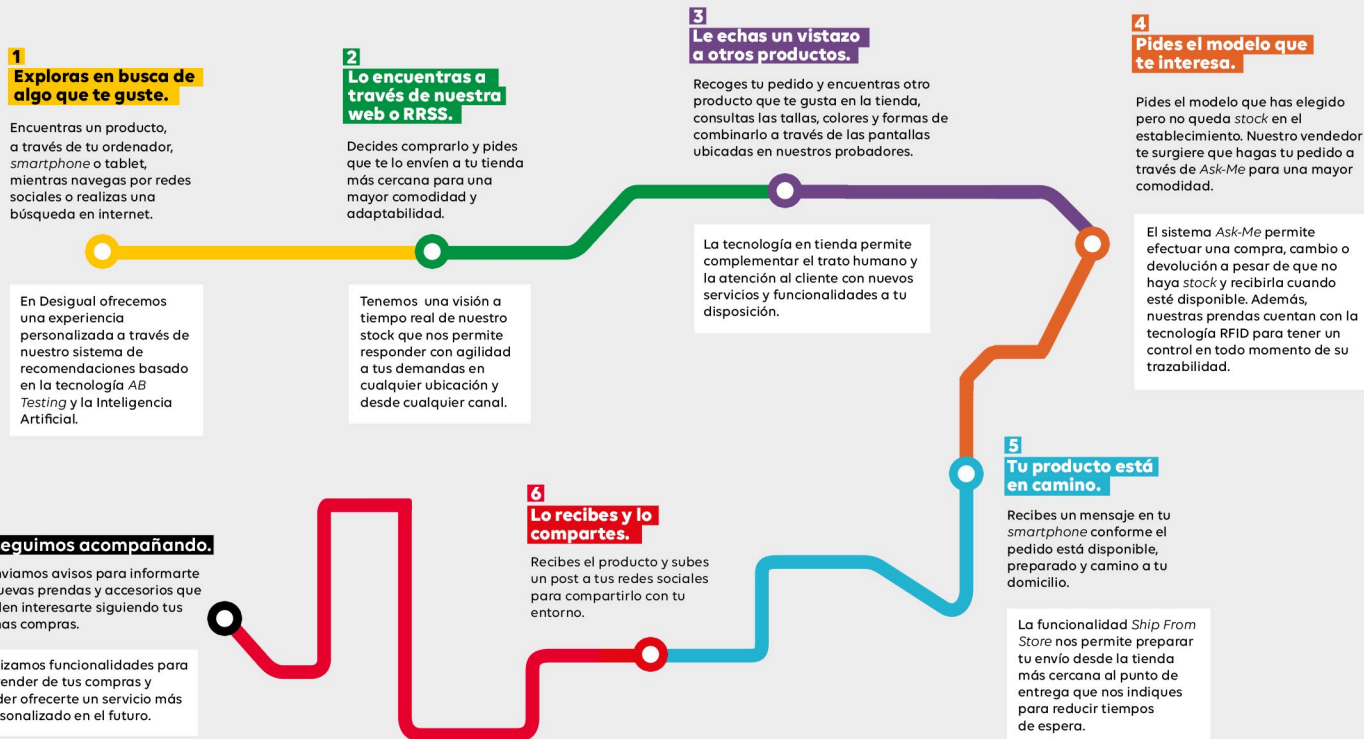 1
Exploras en busca de
algo que te guste.
Encuentras un producto,
a través de tu ordenador,
smartphone o tablet,
mientras navegas por redes
sociales o realizas una
búsqueda en internet.
En Desigual ofrecemos
una experiencia
personalizada a través de
nuestro sistema de
recomendaciones basado
en la tecnología AB
Testing y la Inteligencia
Artificial.
2
Lo encuentras a
través de nuestra
web o RRSS.
Decides comprarlo y pides
que te lo envíen a tu tienda
más cercana para una
mayor comodidad y
adaptabilidad.
Tenemos una visión a
tiempo real de nuestro
stock que nos permite
responder con agilidad
a tus demandas en
cualquier ubicación y
desde cualquier canal.
3
Le echas un vistazo
a otros productos.
Recoges tu pedido y encuentras otro
producto que te gusta en la tienda,
consultas las tallas, colores y formas de
combinarlo a través de las pantallas
ubicadas en nuestros probadores.
La tecnología en tienda permite
complementar el trato humano y
la atención al cliente con nuevos
servicios y funcionalidades a tu
disposición.
4
Pides el modelo que
te interesa.
Pides el modelo que has elegido
pero no queda stock en el
establecimiento. Nuestro vendedor
te surgiere que hagas tu pedido a
través de Ask-Me para una mayor
comodidad.
El sistema Ask-Me permite
efectuar una compra, cambio o
devolución a pesar de que no
haya stock y recibirla cuando
esté disponible. Además,
nuestras prendas cuentan con la
tecnología RFID para tener un
control en todo momento de su
trazabilidad.
5
Tu producto está
en camino.
Recibes un mensaje en tu
smartphone conforme el
pedido está disponible,
preparado y camino a tu
domicilio.
La funcionalidad Ship From
Store nos permite preparar
tu envío desde la tienda
más cercana al punto de
entrega que nos indiques
para reducir tiempos
de espera.
6
Lo recibes y lo
compartes.
Recibes el producto y subes
un post a tus redes sociales
para compartirlo con tu
entorno.
eguimos acompañando.
nviamos avisos para informarte
uevas prendas y accesorios que
den interesarte siguiendo tus
mas compras.
izamos funcionalidades para
render de tus compras y
der ofrecerte un servicio más
sonalizado en el futuro.